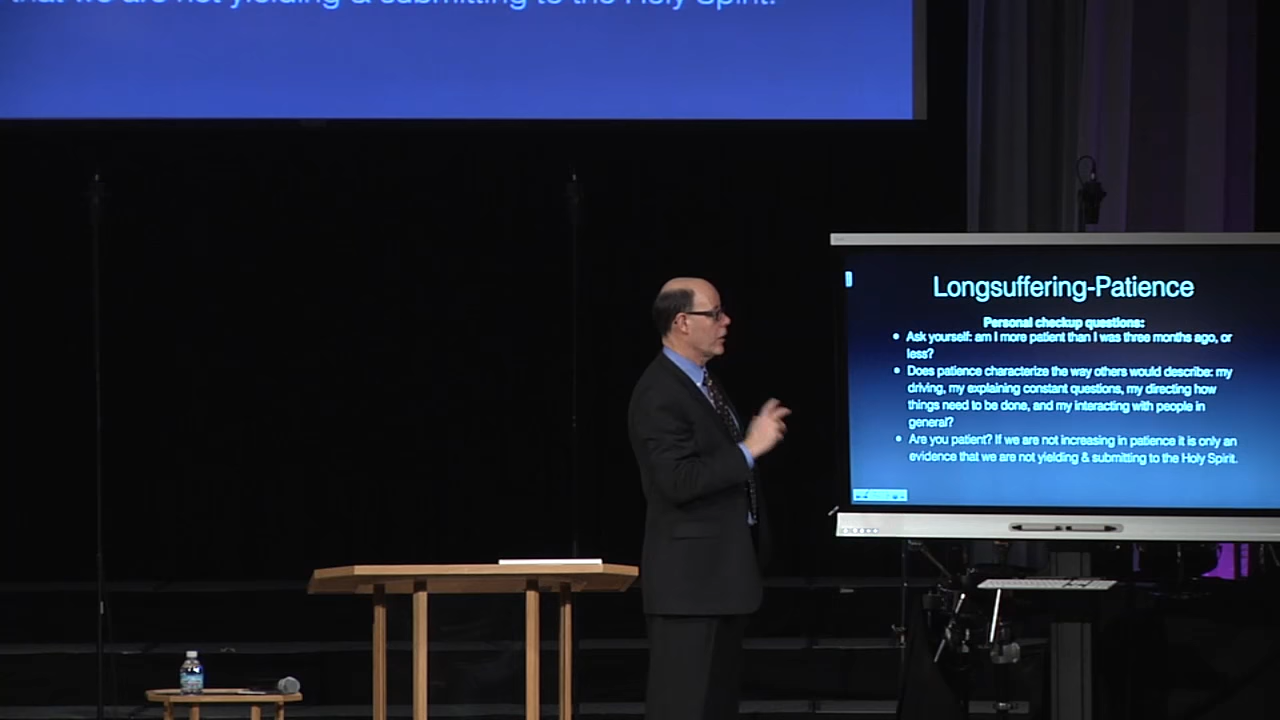 that we are not yielding & submitting to the Holy Spirit.
Longsuffering-Patience
Personal checkup questions:
• Ask yourself: am I more patient than I was three months ago, or
less?
• Does patience characterize the way others would describe: my
driving, my explaining constant questions, my directing how
things need to be done, and my interacting with people in
general?
• Are you patient? If we are not increasing in patience it is only an
evidence that we are not yielding & submitting to the Holy Spirit.